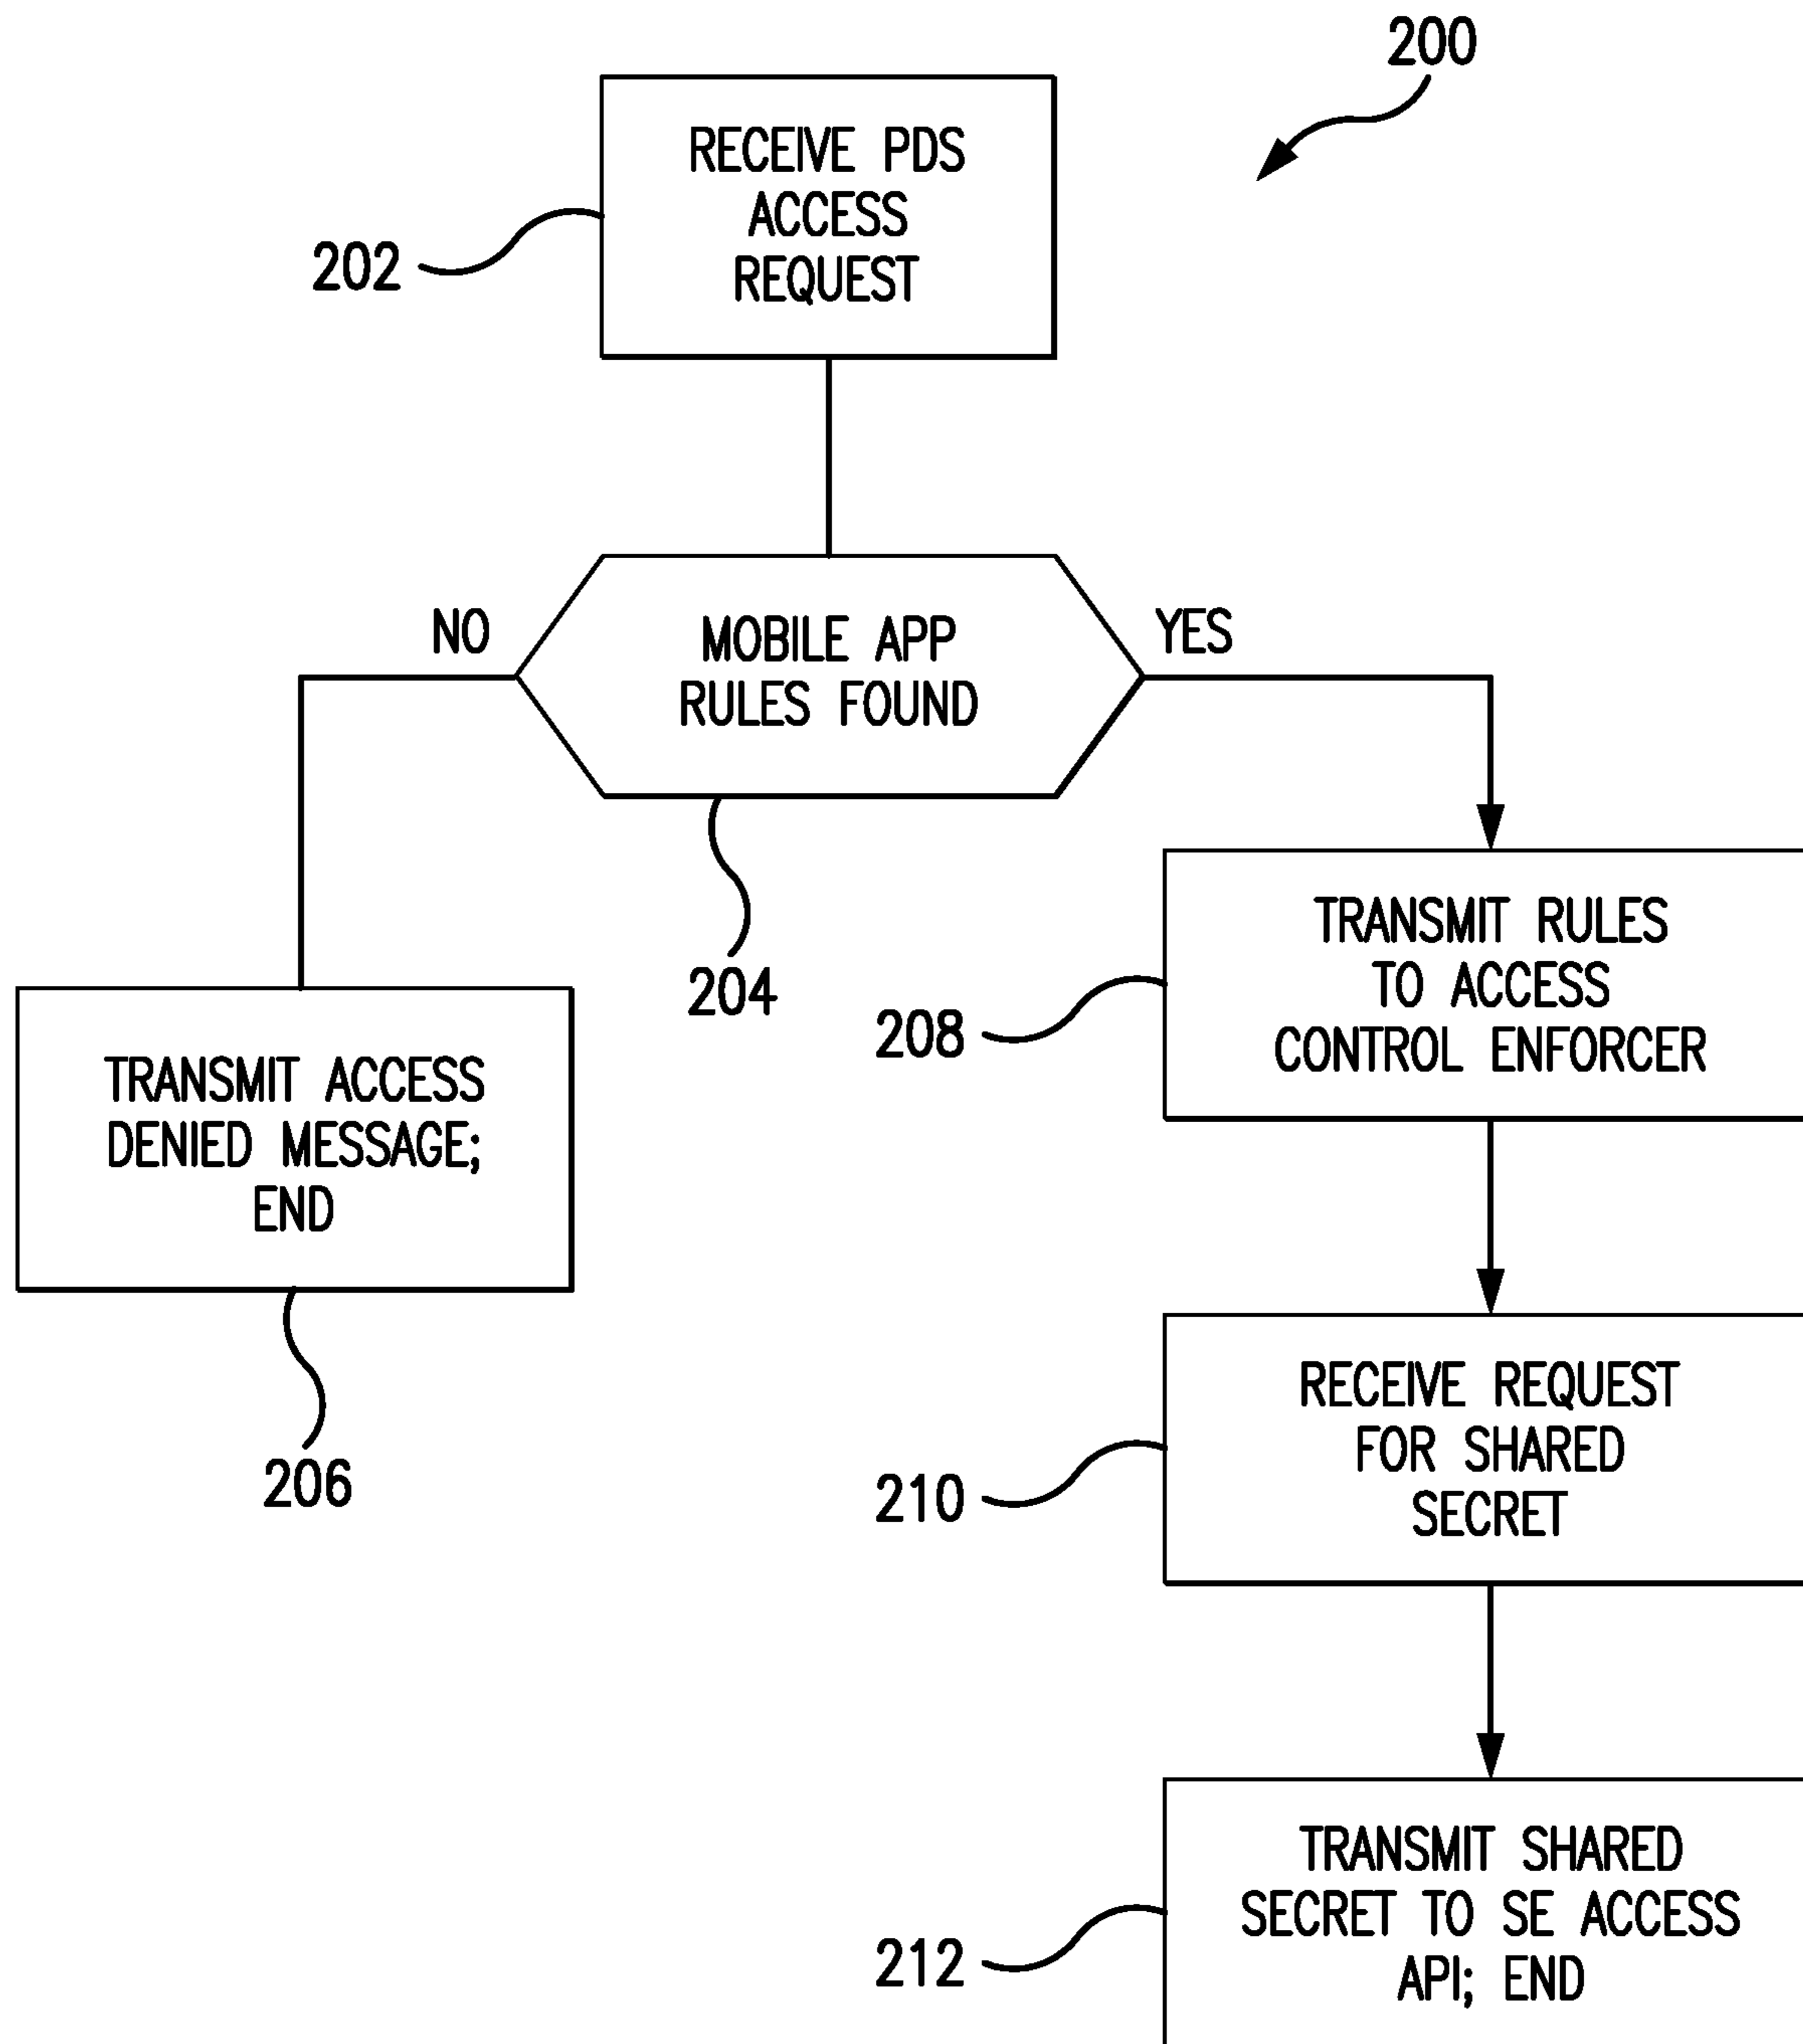 200
RECEIVE PDS
ACCESS
REQUEST
202
NO
MOBILE APP
RULES FOUND
YES
204
TRANSMIT ACCESS
DENIED MESSAGE;
END
206
TRANSMIT RULES
TO ACCESS
CONTROL ENFORCER
208
RECEIVE REQUEST
FOR SHARED
SECRET
210
TRANSMIT SHARED
SECRET TO SE ACCESS
API; END
212